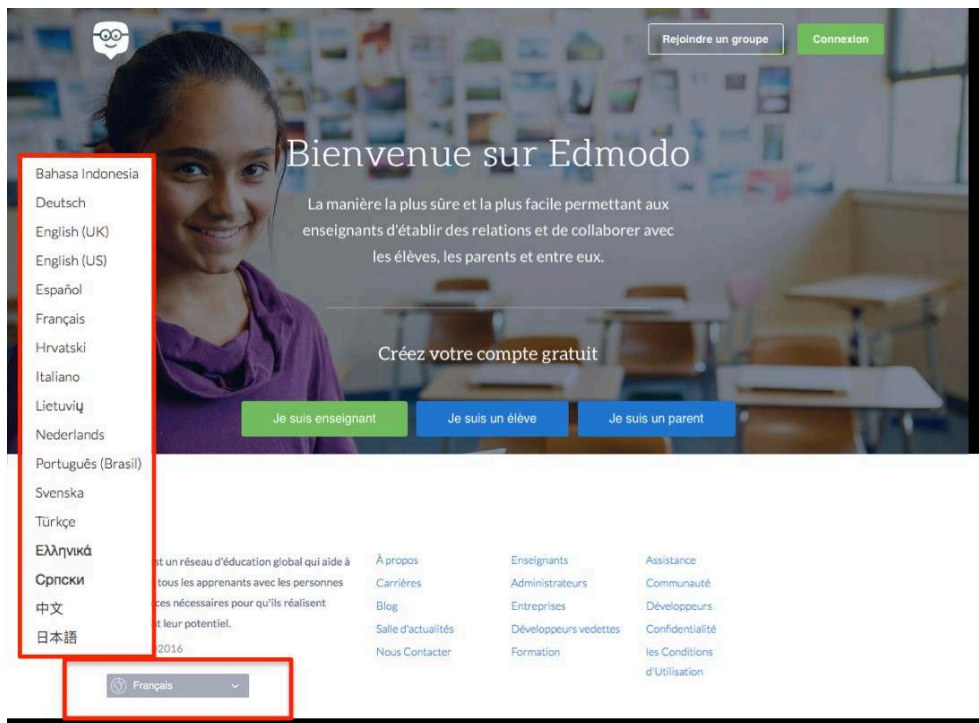 Rejoindre un groupe
Connexion
Bienvenue sur Edmodo
La manière la plus sûre et la plus facile permettant aux
enseignants d'établir des relations et de collaborer avec
les élèves, les parents et entre eux.
Créez votre compte gratuit
Je suis enseignant
Je suis un élève
Je suis un parent
Bahasa Indonesia
Deutsch
English (UK)
English (US)
Español
Français
Hrvatski
Italiano
Lietuvių
Nederlands
Português (Brasil)
Svenska
Türkçe
Ελληνικά
Српски
中文
日本語
st un réseau d'éducation global qui aide à
tous les apprenants avec les personnes
ces nécessaires pour qu'ils réalisent
t leur potentiel.
2016
Français
À propos
Carrières
Blog
Salle d'actualités
Nous Contacter
Enseignants
Administrateurs
Entreprises
Développeurs vedettes
Formation
Assistance
Communauté
Développeurs
Confidentialité
les Conditions
d'Utilisation